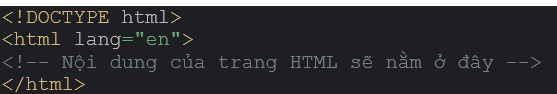 <!DOCTYPE html>
<html lang="en">
<!-- Nội dung của trang HTML sẽ nằm ở đây -->
</html>